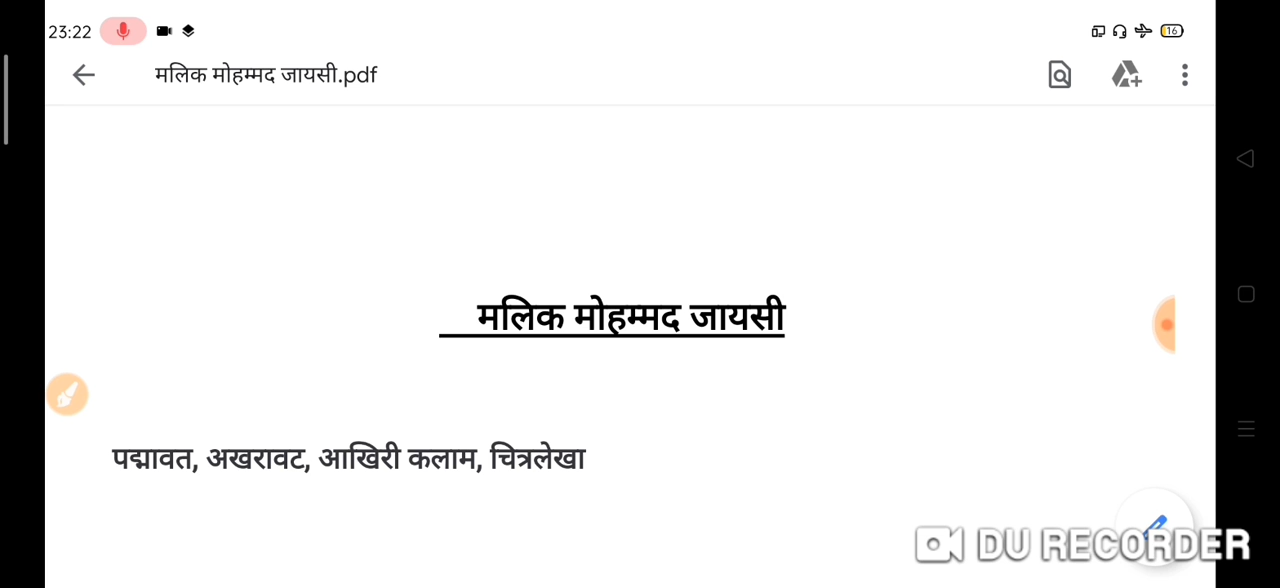 23:22
16
मलिक मोहम्मद जायसी.pdf
मलिक मोहम्मद जायसी
पद्मावत, अखरावट, आखिरी कलाम, चित्रलेखा
DU RECORDER